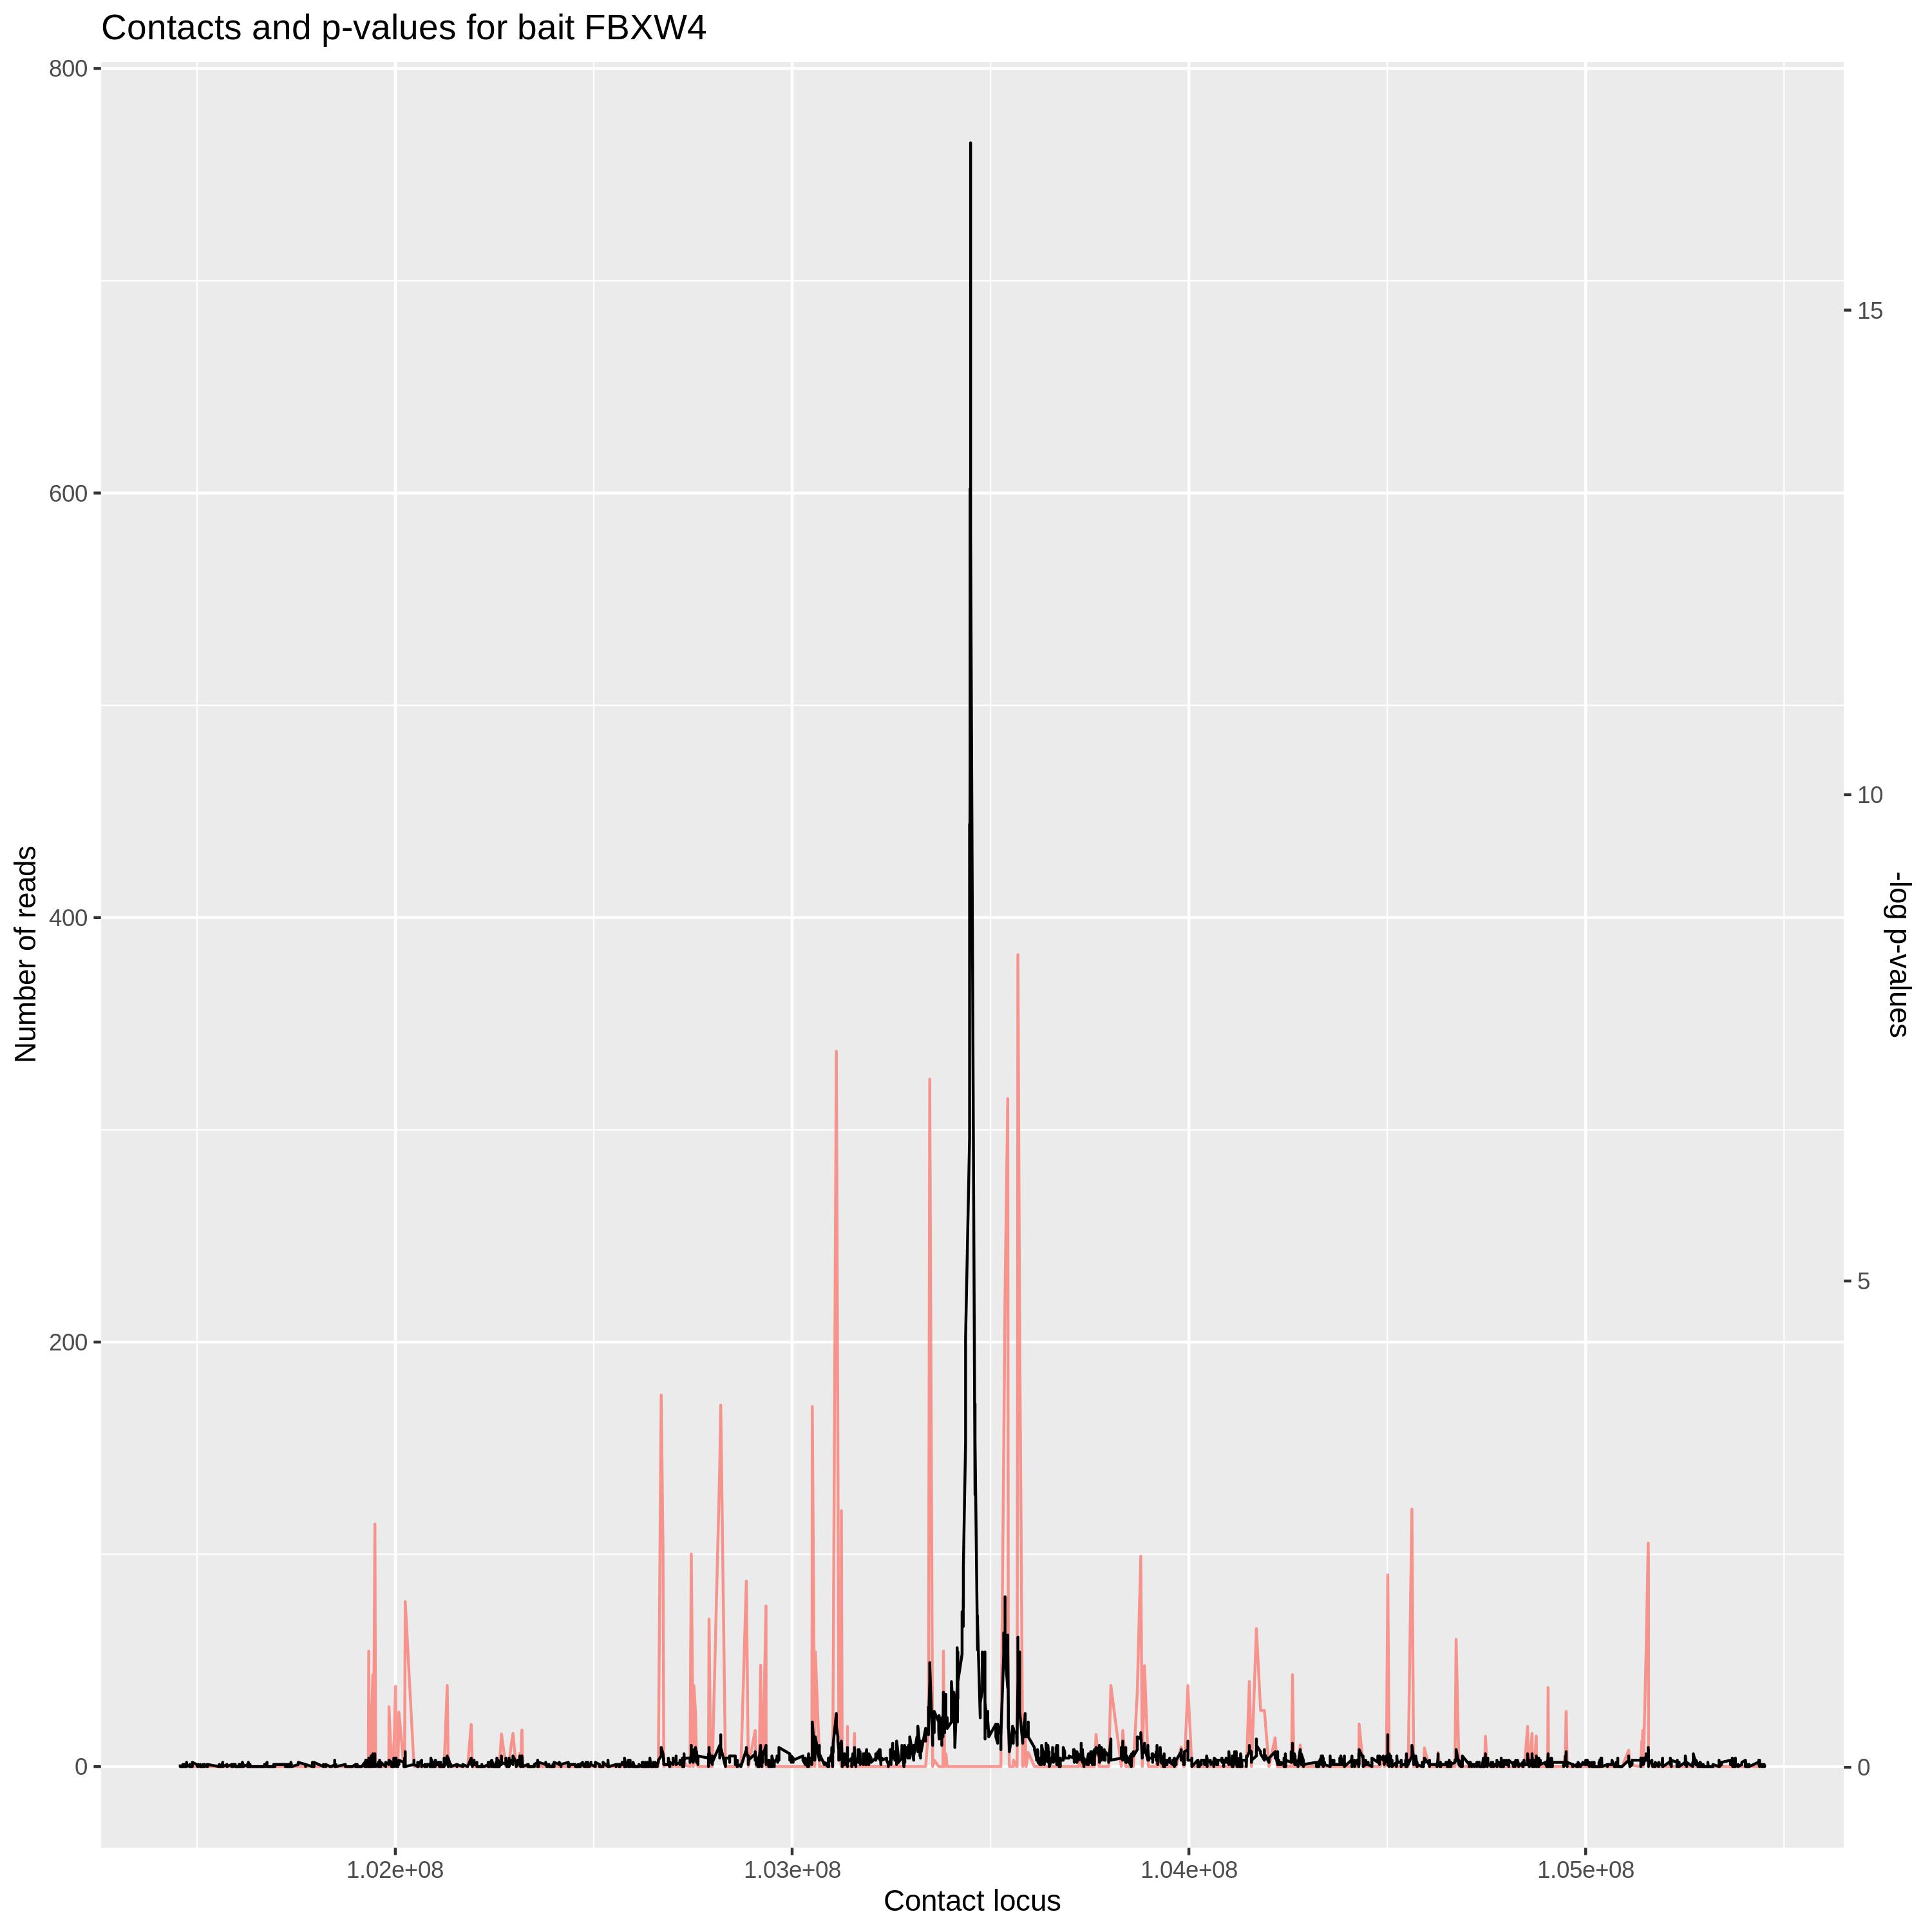 Contacts and p-values for bait FBXW4
800
600
400
200
0
Number of reads
15
10
5
0
-log p-values
1.02e+08
1.03e+08
1.04e+08
1.05e+08
Contact locus